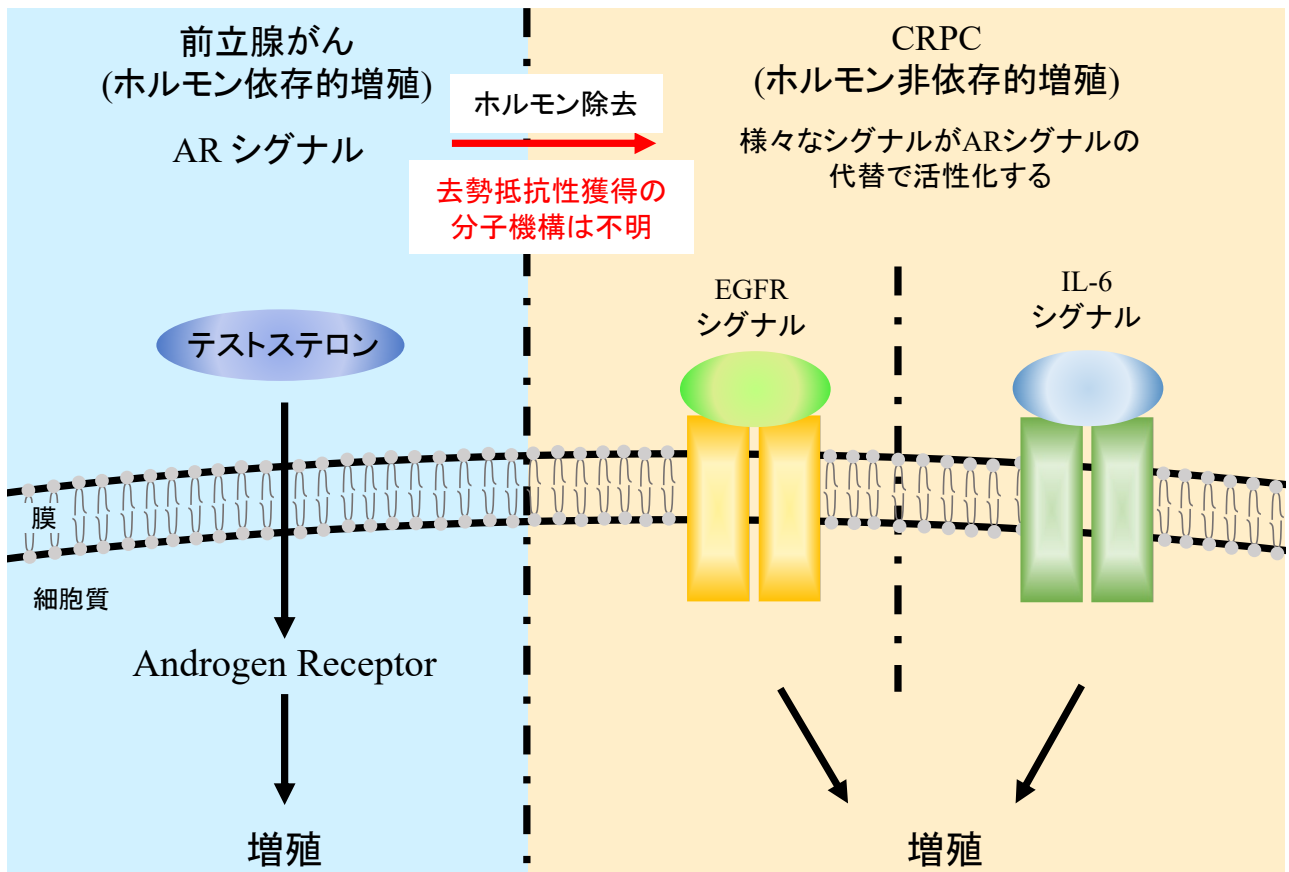 前立腺がん
(ホルモン依存的増殖)
AR シグナル
ホルモン除去
去勢抵抗性獲得の
分子機構は不明
CRPC
(ホルモン非依存的増殖)
様々なシグナルがARシグナルの
代替で活性化する
テストステロン
EGFR
シグナル
IL-6
シグナル
膜
細胞質
Androgen Receptor
増殖
増殖